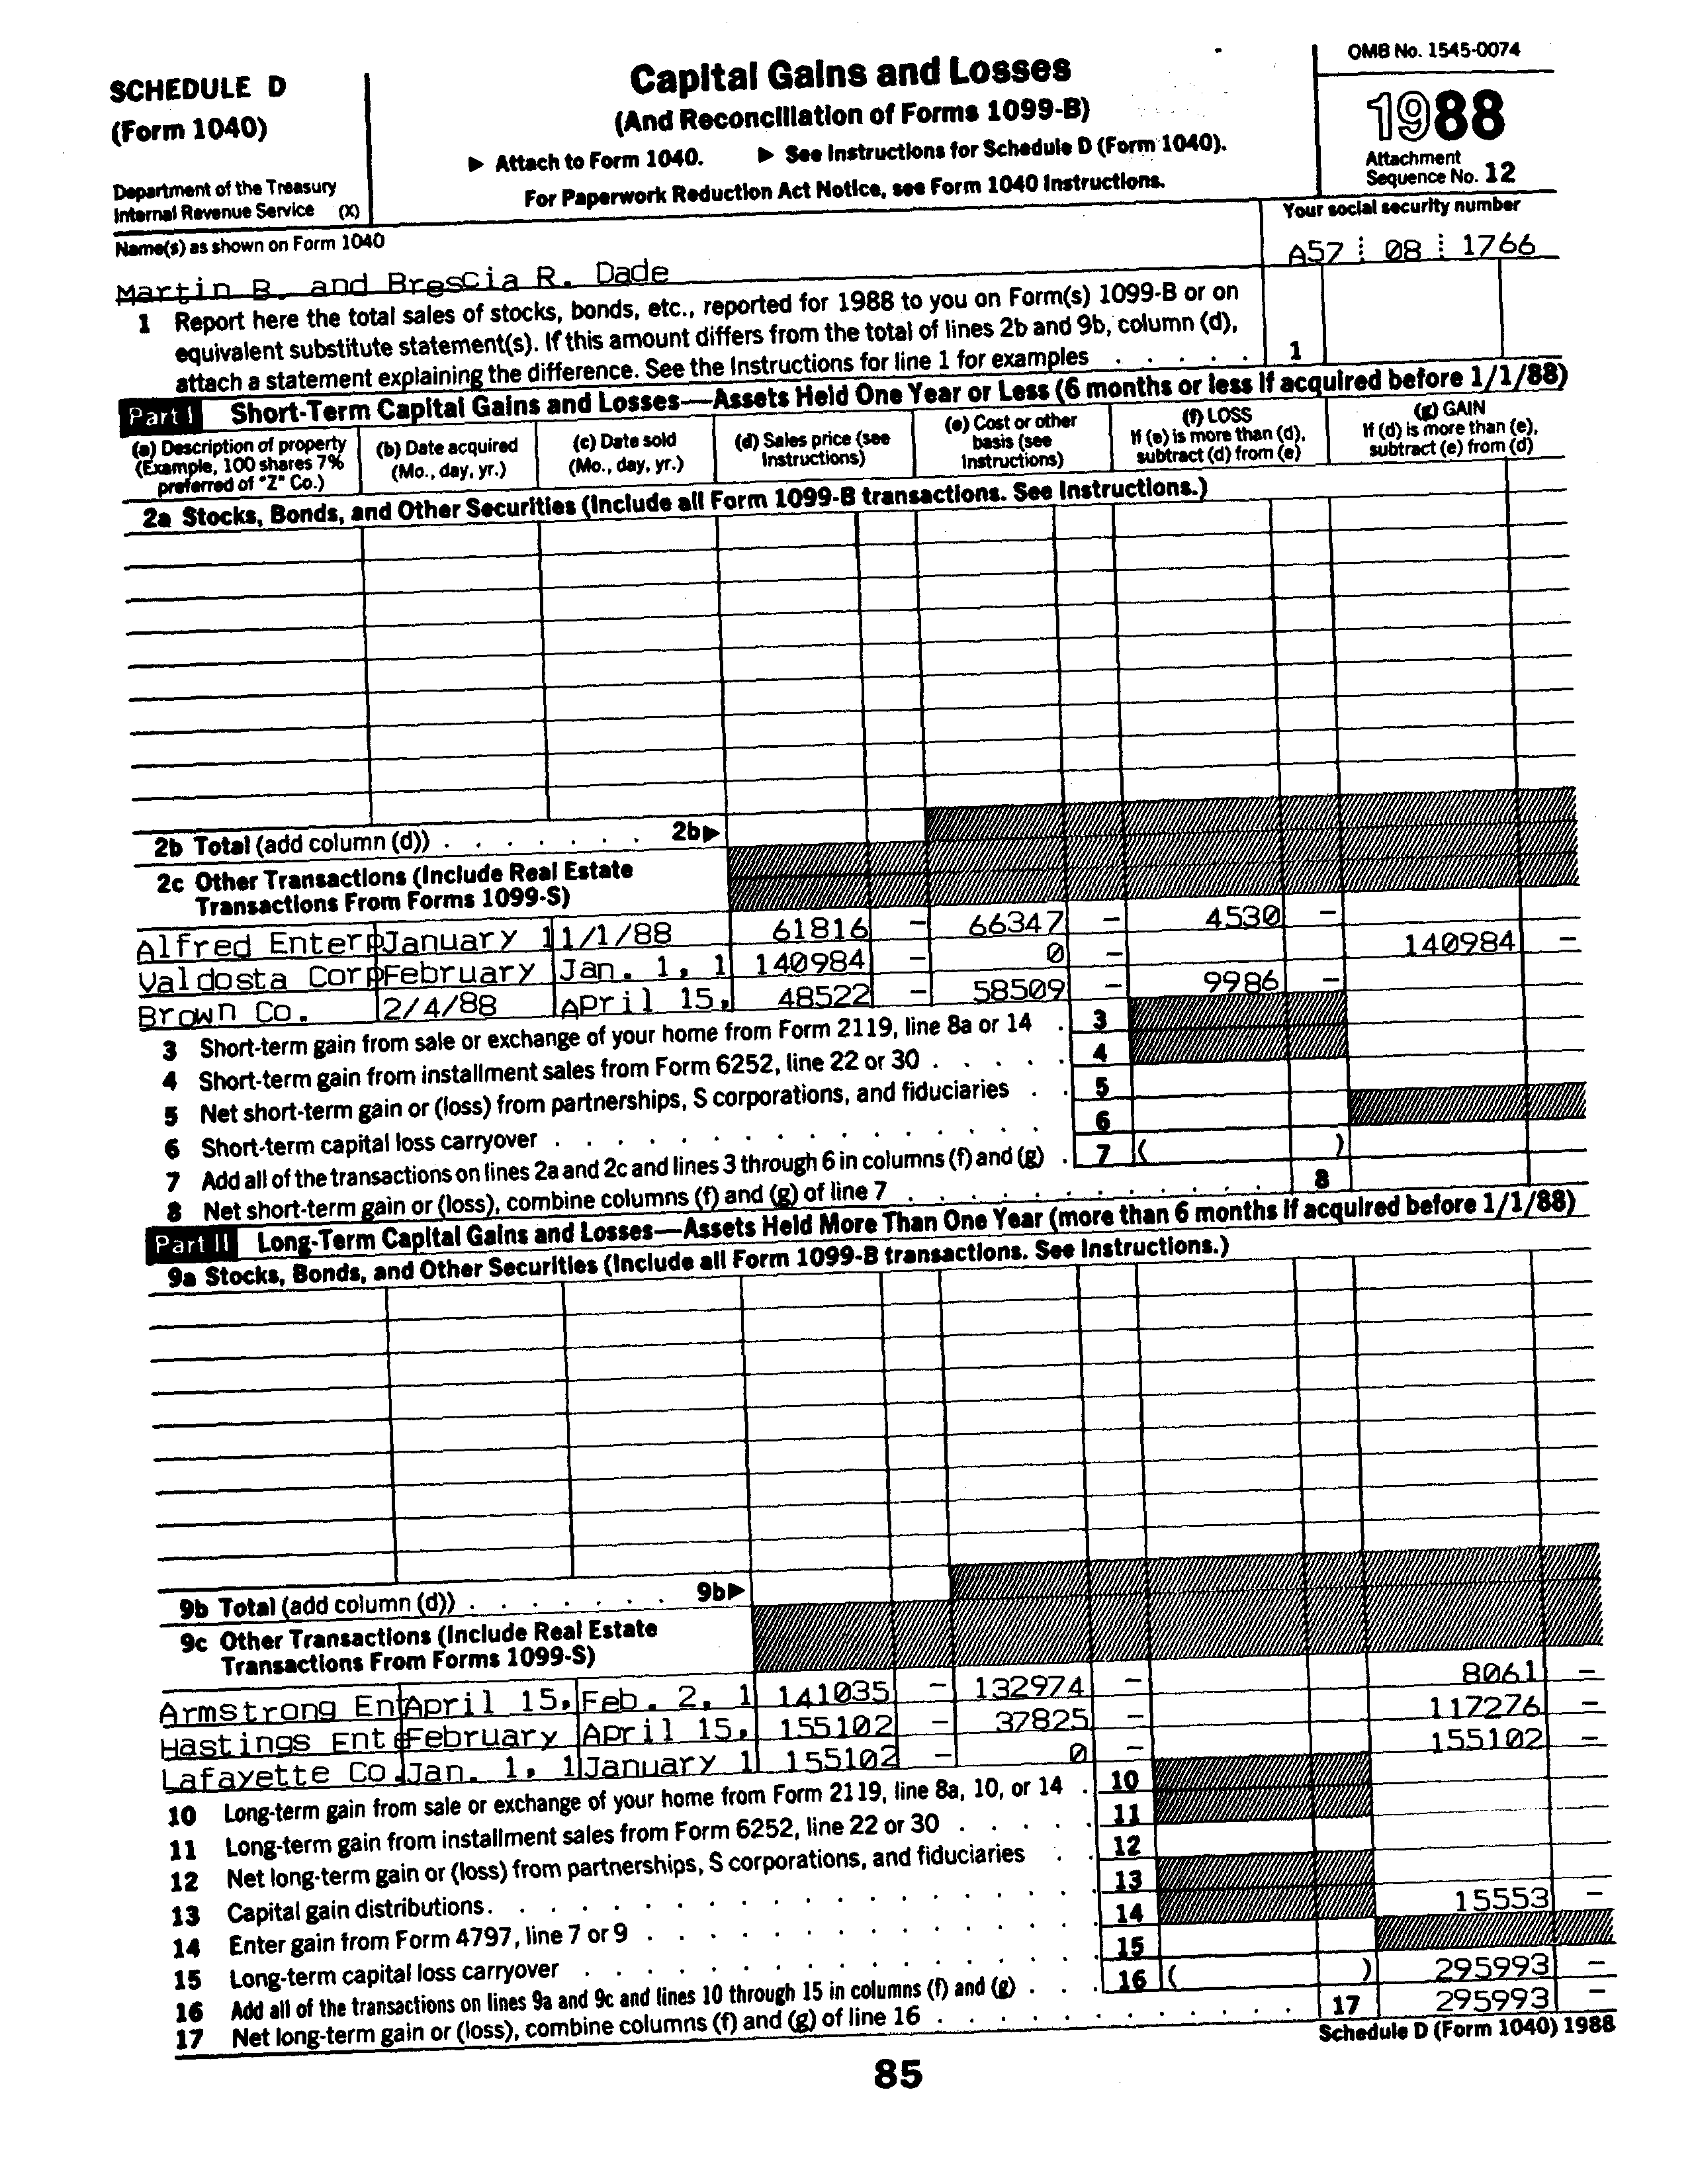 SCHEDULE D
(Form 1040)
Department of the Treasury
Internal Revenue Service (X)
Capital Gains and Losses
(And Reconciliation of Forms 1099-B)
▶ Attach to Form 1040. ▶ See Instructions for Schedule D (Form 1040).
For Paperwork Reduction Act Notice, see Form 1040 Instructions.
OMB No. 1545-0074
1988
Attachment
Sequence No. 12
Name(s) as shown on Form 1040
Your social security number
Martin B. and Brescia R. Dade
A57 08 1766
1 Report here the total sales of stocks, bonds, etc., reported for 1988 to you on Form(s) 1099-B or on
equivalent substitute statement(s). If this amount differs from the total of lines 2b and 9b, column (d),
attach a statement explaining the difference. See the Instructions for line 1 for examples . . . . . 1
Part I Short-Term Capital Gains and Losses—Assets Held One Year or Less (6 months or less if acquired before 1/1/88)
(a) Description of property
(Example, 100 shares 7%
preferred of "Z" Co.)
(b) Date acquired
(Mo., day, yr.)
(c) Date sold
(Mo., day, yr.)
(d) Sales price (see
Instructions)
(e) Cost or other
basis (see
Instructions)
(f) LOSS
If (e) is more than (d),
subtract (d) from (e)
(g) GAIN
If (d) is more than (e),
subtract (e) from (d)
2a Stocks, Bonds, and Other Securities (Include all Form 1099-B transactions. See Instructions.)
2b Total (add column (d)) . . . . . . . 2b▶
2c Other Transactions (Include Real Estate
Transactions From Forms 1099-S)
Alfred Enterp January 1 1/1/88 61816 - 66347 - 4530 -
Valdosta Corp February Jan. 1, 1 140984 - 0 - 140984 -
Brown Co. 2/4/88 April 15, 48522 - 58509 - 9986 -
3 Short-term gain from sale or exchange of your home from Form 2119, line 8a or 14 . 3
4 Short-term gain from installment sales from Form 6252, line 22 or 30 . . . . . 4
5 Net short-term gain or (loss) from partnerships, S corporations, and fiduciaries . . 5
6 Short-term capital loss carryover . . . . . . . . . . . . . . . 6
7 Add all of the transactions on lines 2a and 2c and lines 3 through 6 in columns (f) and (g) . 7 ( )
8 Net short-term gain or (loss), combine columns (f) and (g) of line 7 . . . . . . . . . . . . . 8
Part II Long-Term Capital Gains and Losses—Assets Held More Than One Year (more than 6 months if acquired before 1/1/88)
9a Stocks, Bonds, and Other Securities (Include all Form 1099-B transactions. See Instructions.)
9b Total (add column (d)) . . . . . . . 9b▶
9c Other Transactions (Include Real Estate
Transactions From Forms 1099-S)
Armstrong Ent April 15, Feb. 2, 1 141035 - 132974 - 8061 -
Hastings Ente February April 15, 155102 - 37825 - 117276 -
Lafayette Co. Jan. 1, 1 January 1 155102 - 0 - 155102 -
10 Long-term gain from sale or exchange of your home from Form 2119, line 8a, 10, or 14 . 10
11 Long-term gain from installment sales from Form 6252, line 22 or 30 . . . . . 11
12 Net long-term gain or (loss) from partnerships, S corporations, and fiduciaries . . 12
13 Capital gain distributions. . . . . . . . . . . . . . . . . 13
14 Enter gain from Form 4797, line 7 or 9 . . . . . . . . . . . . . 14 15553 -
15 Long-term capital loss carryover . . . . . . . . . . . . . . . 15
16 Add all of the transactions on lines 9a and 9c and lines 10 through 15 in columns (f) and (g) . . . 16 ( ) 295993 -
17 Net long-term gain or (loss), combine columns (f) and (g) of line 16 . . . . . . . . . . . . . 17 295993 -
Schedule D (Form 1040) 1988
85